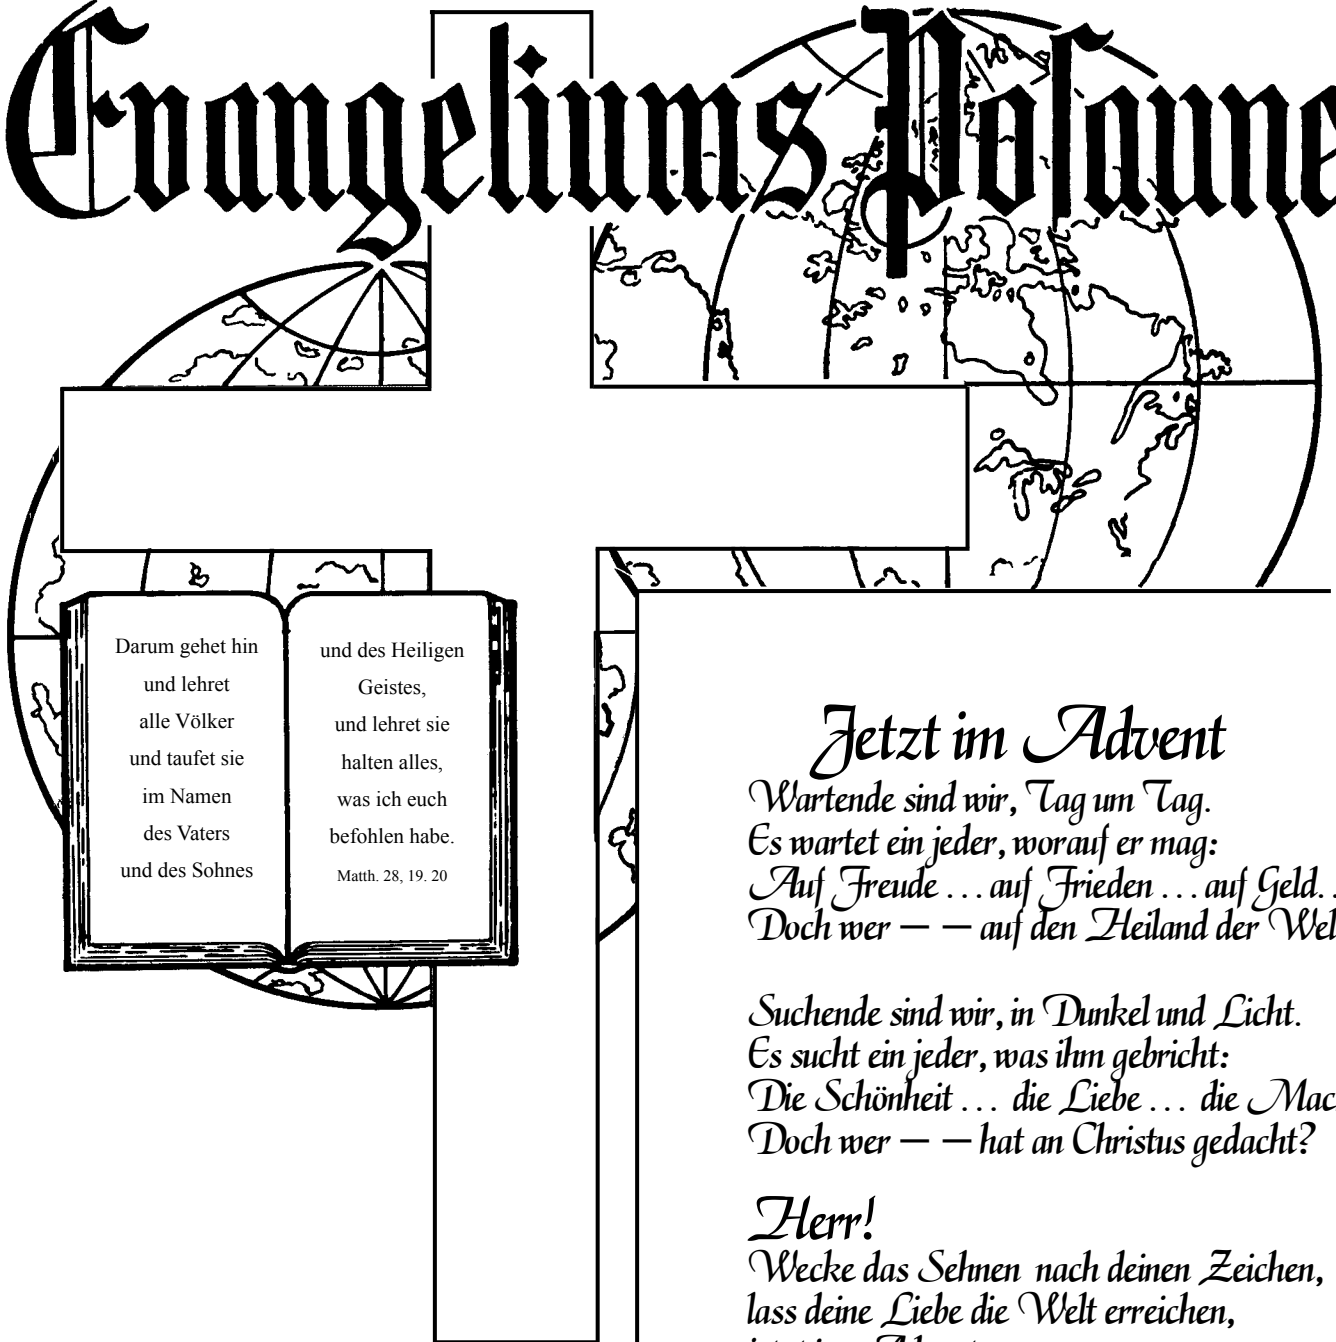 Evangeliums Poſaune
Darum gehet hin
und lehret
alle Völker
und taufet sie
im Namen
des Vaters
und des Sohnes
und des Heiligen
Geistes,
und lehret sie
halten alles,
was ich euch
befohlen habe.
Matth. 28, 19. 20
Jetzt im Advent
Wartende sind wir, Tag um Tag.
Es wartet ein jeder, worauf er mag:
Auf Freude ... auf Frieden ... auf Geld..
Doch wer — — auf den Heiland der Wel
Suchende sind wir, in Dunkel und Licht.
Es sucht ein jeder, was ihm gebricht:
Die Schönheit ... die Liebe ... die Mac
Doch wer — — hat an Christus gedacht?
Herr!
Wecke das Sehnen nach deinen Zeichen,
lass deine Liebe die Welt erreichen,